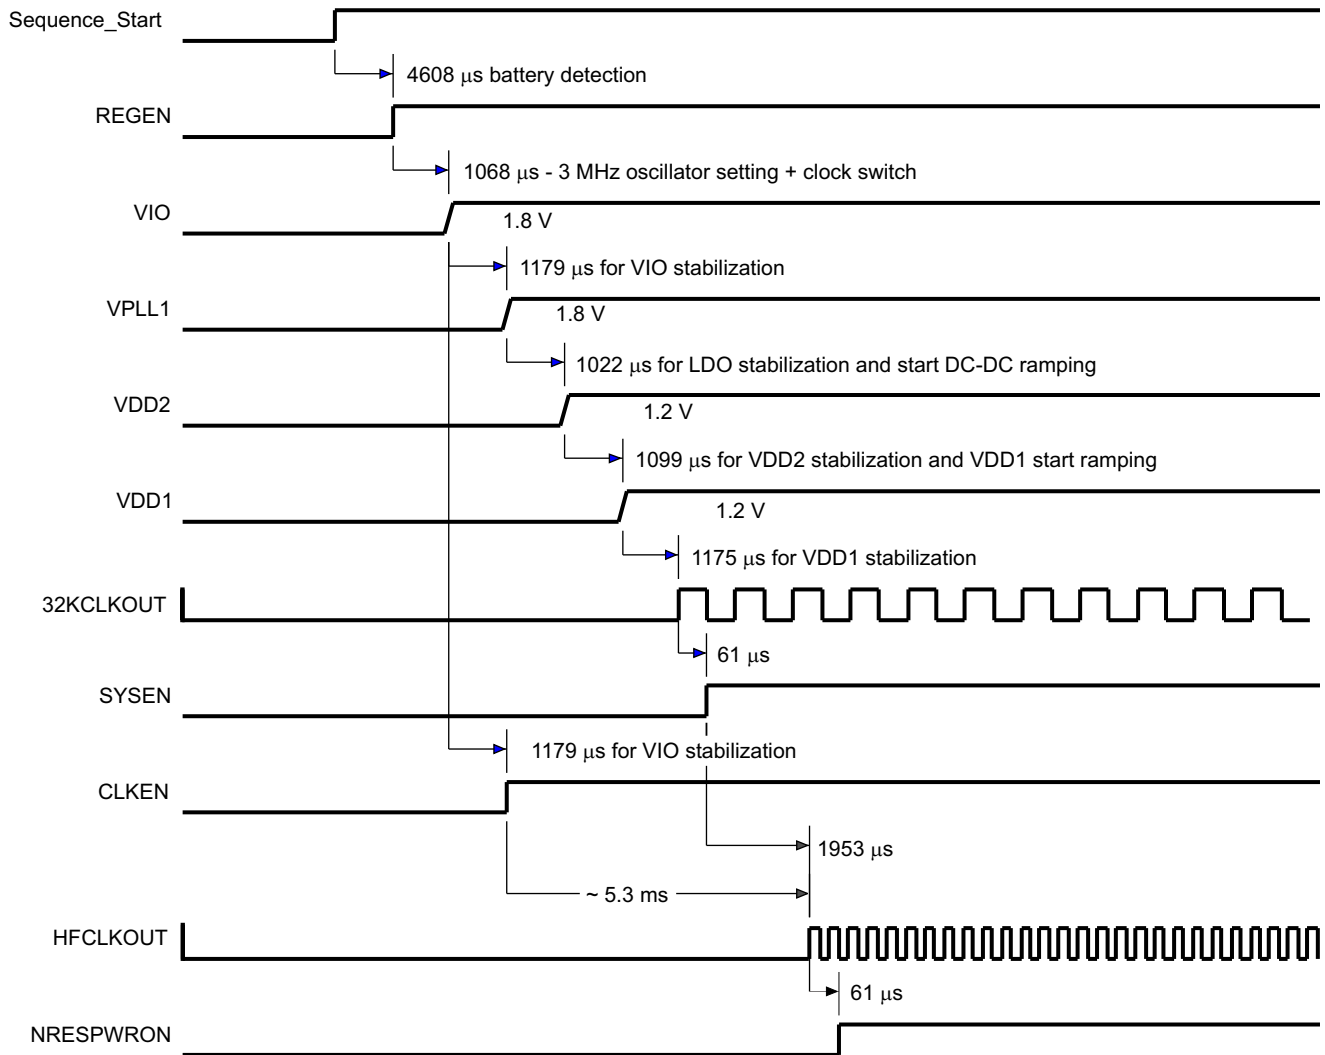 Sequence_Start
4608 μs battery detection
REGEN
1068 μs - 3 MHz oscillator setting + clock switch
VIO
1.8 V
1179 μs for VIO stabilization
VPLL1
1.8 V
1022 μs for LDO stabilization and start DC-DC ramping
VDD2
1.2 V
1099 μs for VDD2 stabilization and VDD1 start ramping
VDD1
1.2 V
1175 μs for VDD1 stabilization
32KCLKOUT
61 μs
SYSEN
1179 μs for VIO stabilization
CLKEN
1953 μs
~ 5.3 ms
HFCLKOUT
61 μs
NRESPWRON